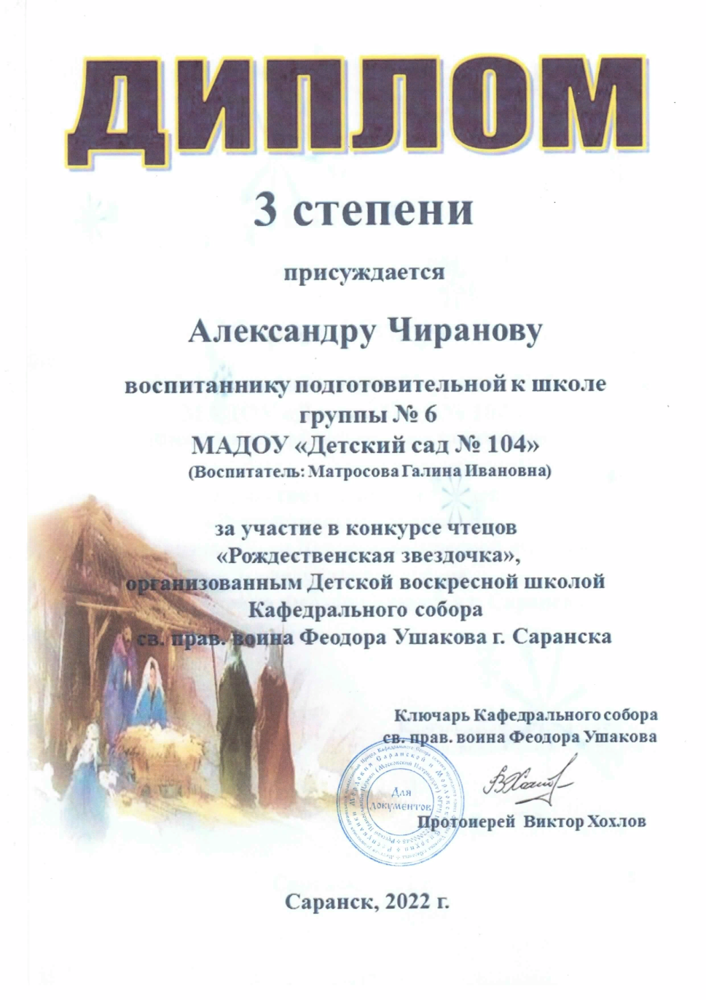 ДИПЛОМ
3 степени
присуждается
Александру Чиранову
воспитаннику подготовительной к школе
группы № 6
МАДОУ «Детский сад № 104»
(Воспитатель: Матросова Галина Ивановна)
за участие в конкурсе чтецов
«Рождественская звездочка»,
организованным Детской воскресной школой
Кафедрального собора
св. прав. воина Феодора Ушакова г. Саранска
Ключарь Кафедрального собора
св. прав. воина Феодора Ушакова
Для
документов
Протоиерей Виктор Хохлов
Саранск, 2022 г.